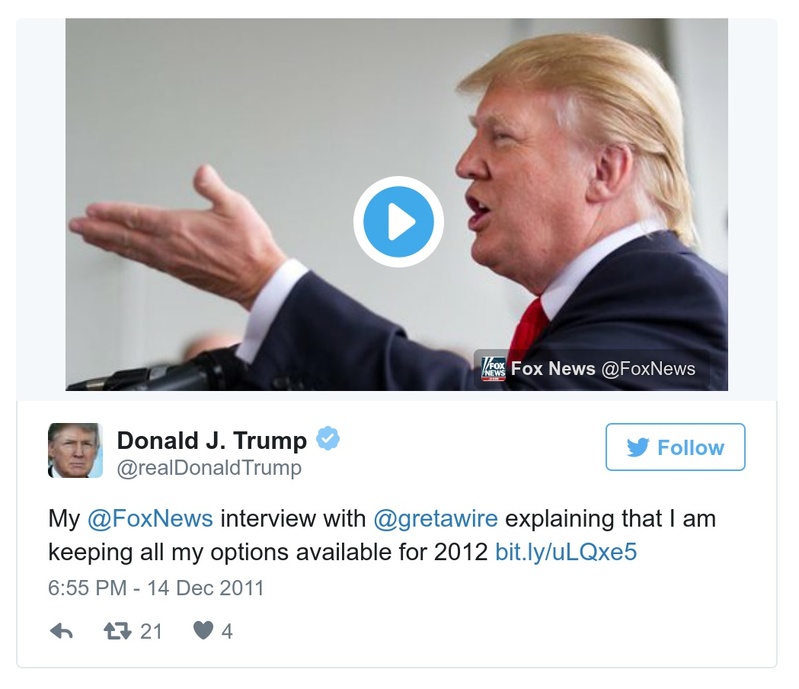 FOX
NEWS
Fox News @FoxNews
Donald J. Trump
@realDonaldTrump
Follow
My @FoxNews interview with @gretawire explaining that I am
keeping all my options available for 2012 bit.ly/uLQxe5
6:55 PM - 14 Dec 2011
21
4